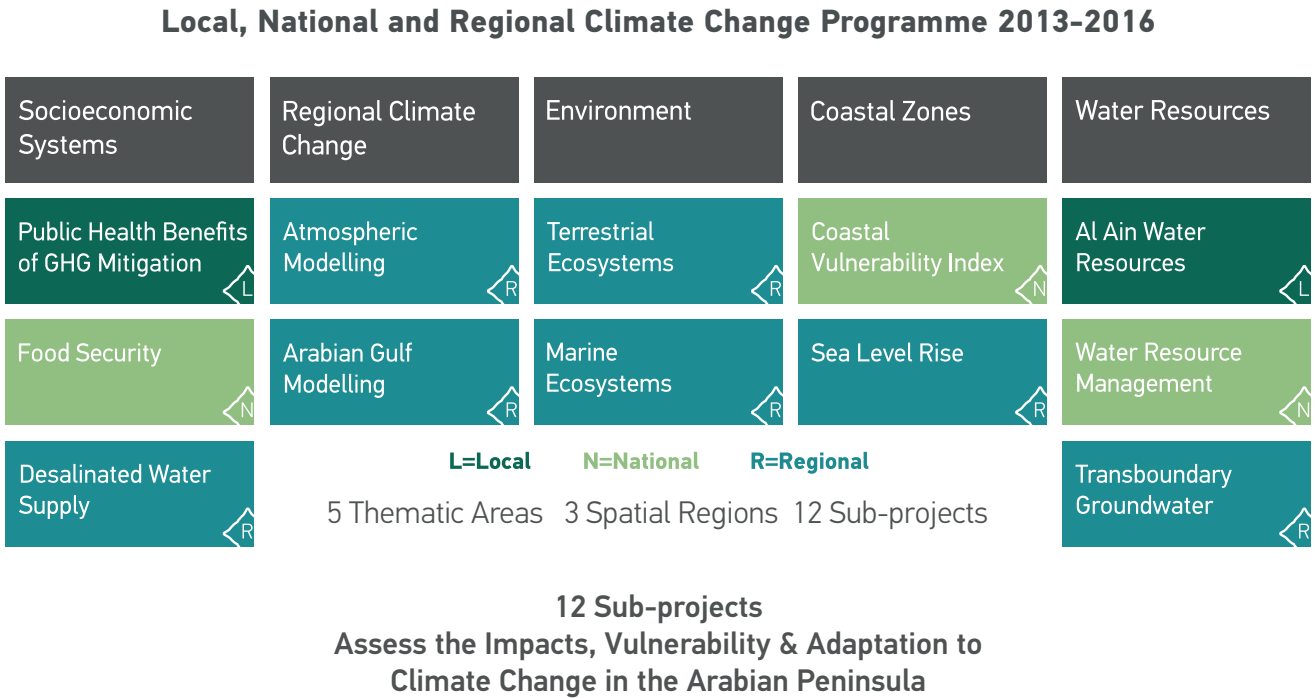 Local, National and Regional Climate Change Programme 2013-2016
Socioeconomic
Systems
Regional Climate
Change
Environment
Coastal Zones
Water Resources
Public Health Benefits
of GHG Mitigation
L
Atmospheric
Modelling
R
Terrestrial
Ecosystems
R
Coastal
Vulnerability Index
N
Al Ain Water
Resources
L
Food Security
N
Arabian Gulf
Modelling
R
Marine
Ecosystems
R
Sea Level Rise
R
Water Resource
Management
N
Desalinated Water
Supply
R
L=Local N=National R=Regional
5 Thematic Areas 3 Spatial Regions 12 Sub-projects
Transboundary
Groundwater
R
12 Sub-projects
Assess the Impacts, Vulnerability & Adaptation to
Climate Change in the Arabian Peninsula